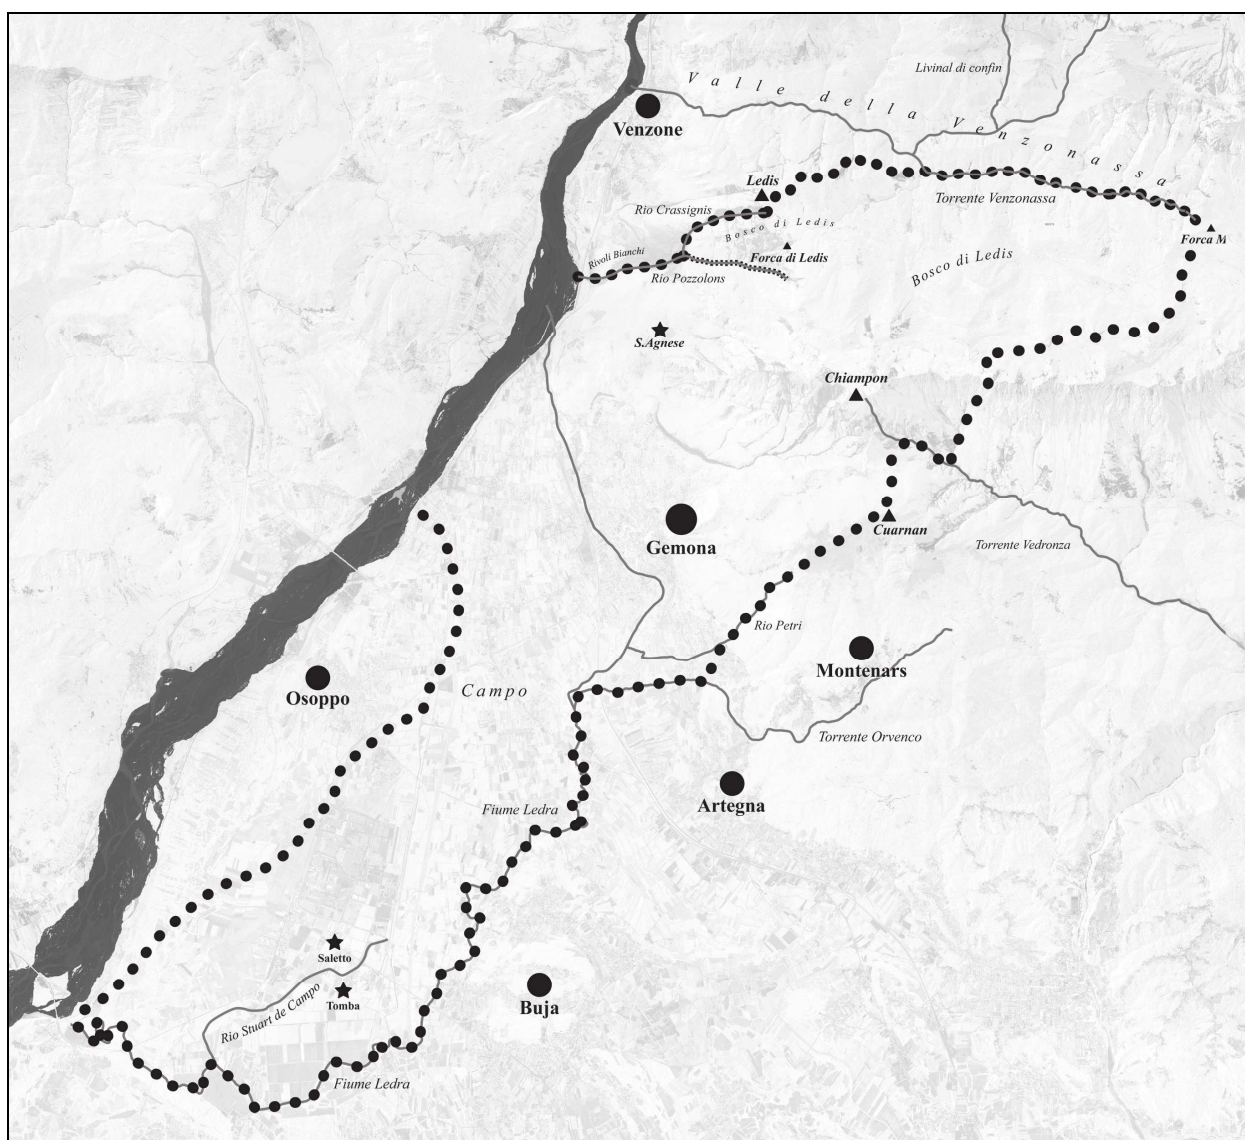 Livinal di confin
Valle della Venzonassa
Venzone
Ledis
Torrente Venzonassa
Rio Crassignis
Bosco di Ledis
Forca M
Rivoli Bianchi
Forca di Ledis
Bosco di Ledis
Rio Pozzolons
S.Agnese
Chiampon
Cuarnan
Gemona
Torrente Vedronza
Rio Petri
Montenars
Osoppo
Campo
Torrente Orvenco
Artegna
Fiume Ledra
Saletto
Tomba
Buja
Rio Stuart de Campo
Fiume Ledra